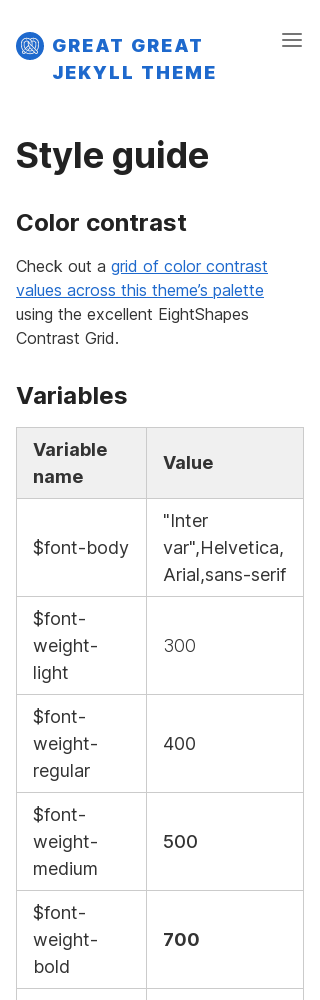 GREAT GREAT
JEKYLL THEME
Style guide
Color contrast
Check out a grid of color contrast
values across this theme’s palette
using the excellent EightShapes
Contrast Grid.
Variables
Variable
name
Value
$font-body
"Inter
var",Helvetica,
Arial,sans-serif
$font-
weight-
light
300
$font-
weight-
regular
400
$font-
weight-
medium
500
$font-
weight-
bold
700